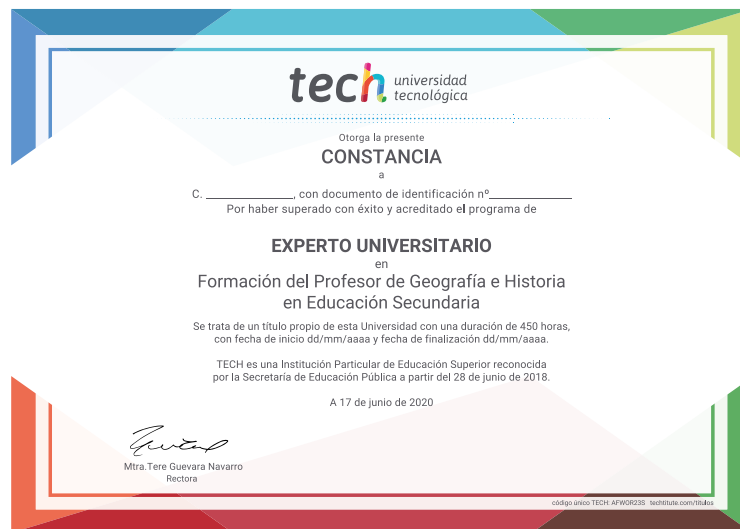 tech universidad
tecnológica
Otorga la presente
CONSTANCIA
a
C. _______________, con documento de identificación nº______________
Por haber superado con éxito y acreditado el programa de
EXPERTO UNIVERSITARIO
en
Formación del Profesor de Geografía e Historia
en Educación Secundaria
Se trata de un título propio de esta Universidad con una duración de 450 horas,
con fecha de inicio dd/mm/aaaa y fecha de finalización dd/mm/aaaa.
TECH es una Institución Particular de Educación Superior reconocida
por la Secretaría de Educación Pública a partir del 28 de junio de 2018.
A 17 de junio de 2020
Mtra.Tere Guevara Navarro
Rectora
código único TECH: AFWOR23S techtitute.com/titulos